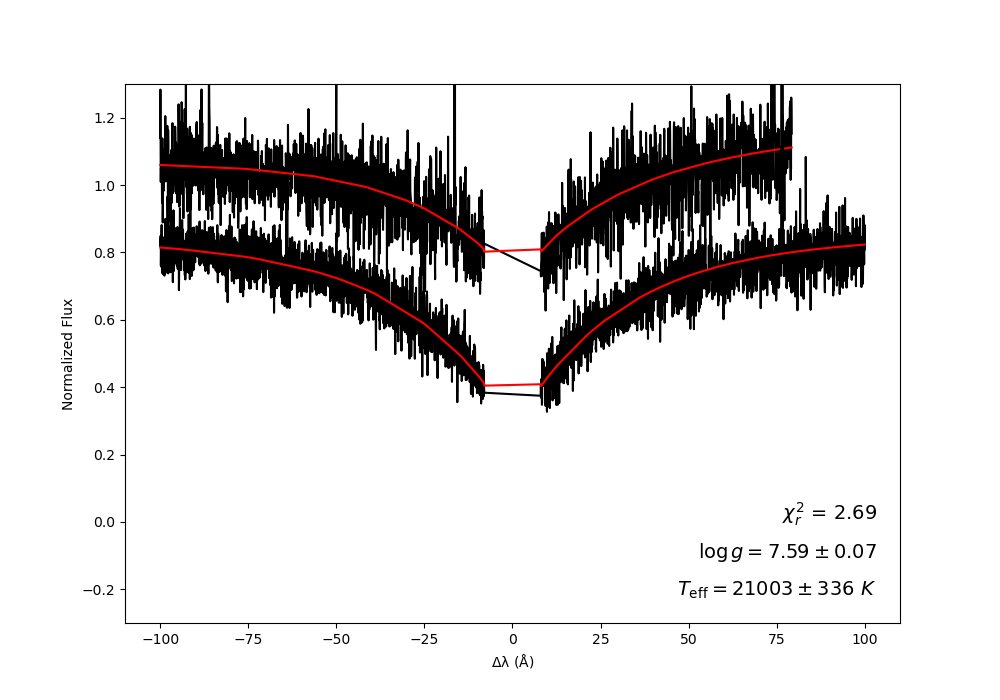 Normalized Flux
1.2
1.0
0.8
0.6
0.4
0.2
0.0
−0.2
χ²ᵣ = 2.69
log g = 7.59 ± 0.07
T_eff = 21003 ± 336 K
−100 −75 −50 −25 0 25 50 75 100
Δλ (Å)